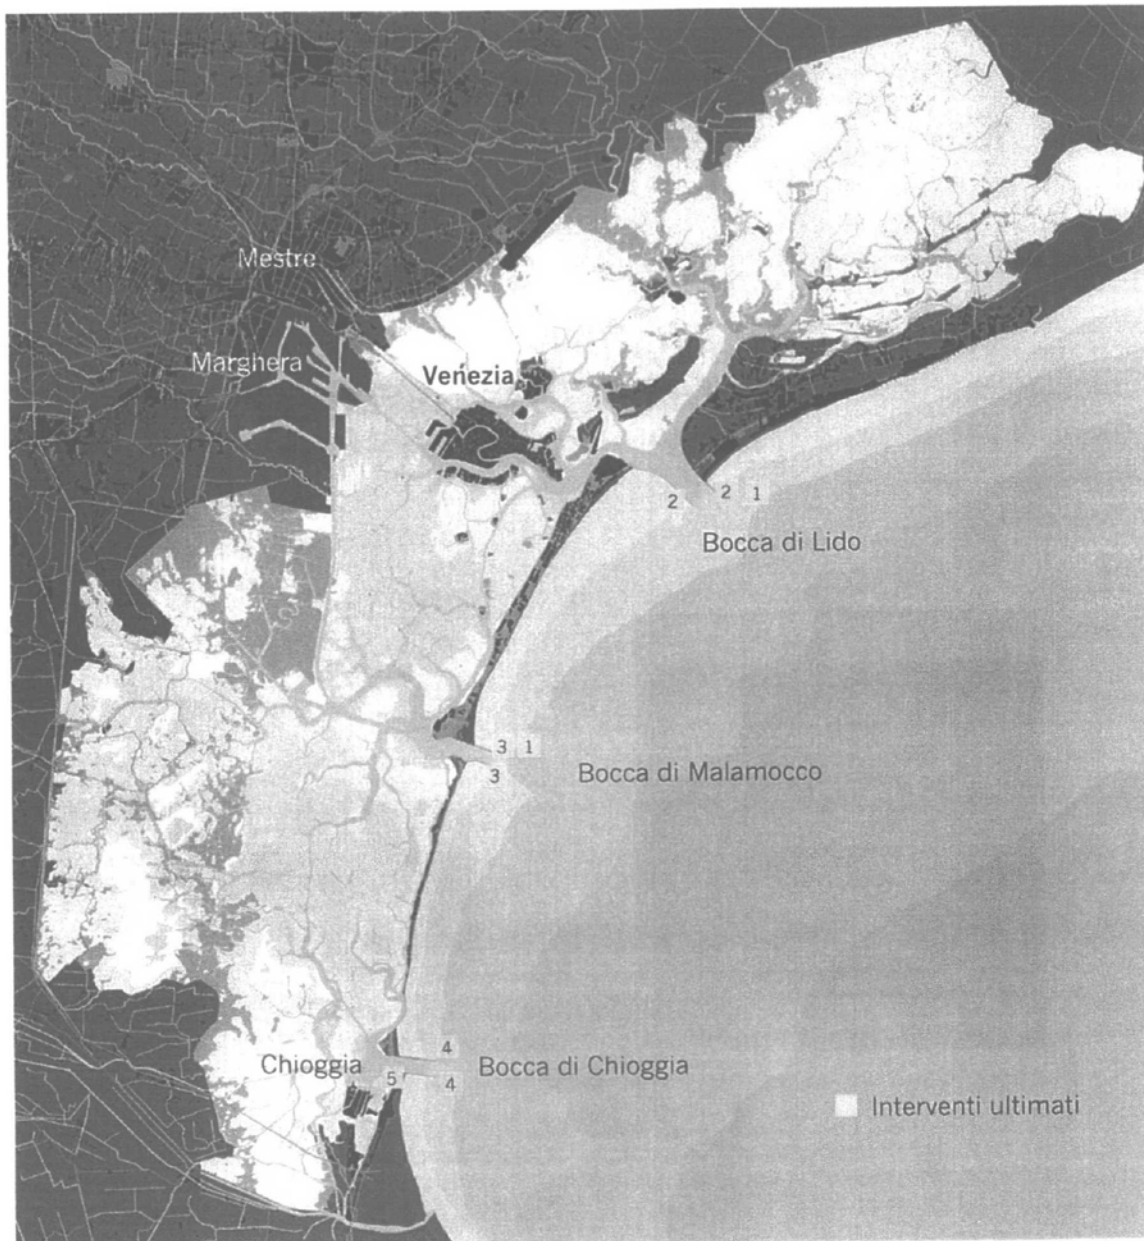 Mestre
Marghera
Venezia
2 1
2
Bocca di Lido
3 1
3
Bocca di Malamocco
4
Chioggia
Bocca di Chioggia
5
4
Interventi ultimati